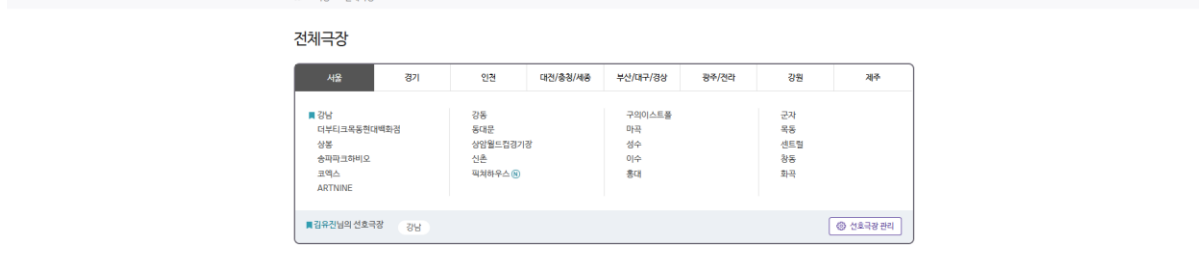 전체극장
서울 경기 인천 대전/충청/세종 부산/대구/경상 광주/전라 강원 제주
강남 강동 구의이스트폴 군자
더부티크목동현대백화점 동대문 마곡 목동
상봉 상암월드컵경기장 성수 센트럴
송파파크하비오 신촌 이수 창동
코엑스 픽처하우스 N 홍대 화곡
ARTNINE
김유진님의 선호극장 강남 선호극장 관리